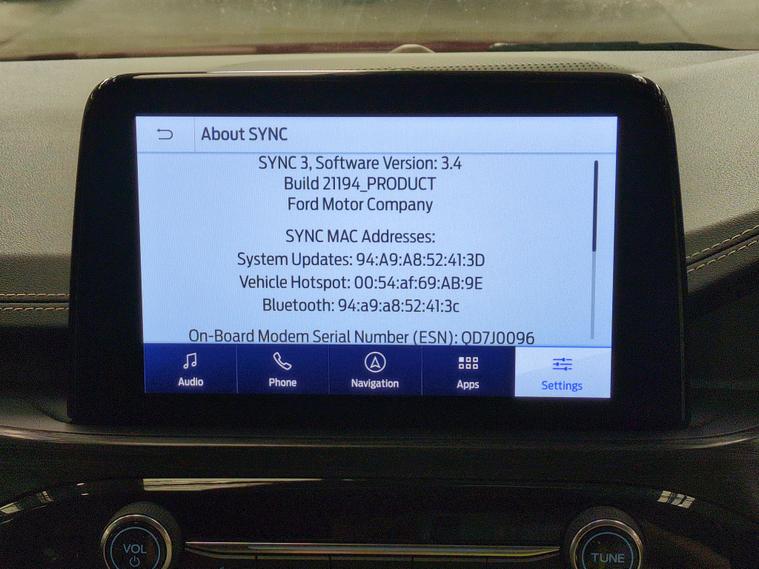 About SYNC
SYNC 3, Software Version: 3.4
Build 21194_PRODUCT
Ford Motor Company
SYNC MAC Addresses:
System Updates: 94:A9:A8:52:41:3D
Vehicle Hotspot: 00:54:af:69:AB:9E
Bluetooth: 94:a9:a8:52:41:3c
On-Board Modem Serial Number (ESN): QD7J0096
Audio
Phone
Navigation
Apps
Settings
VOL
TUNE